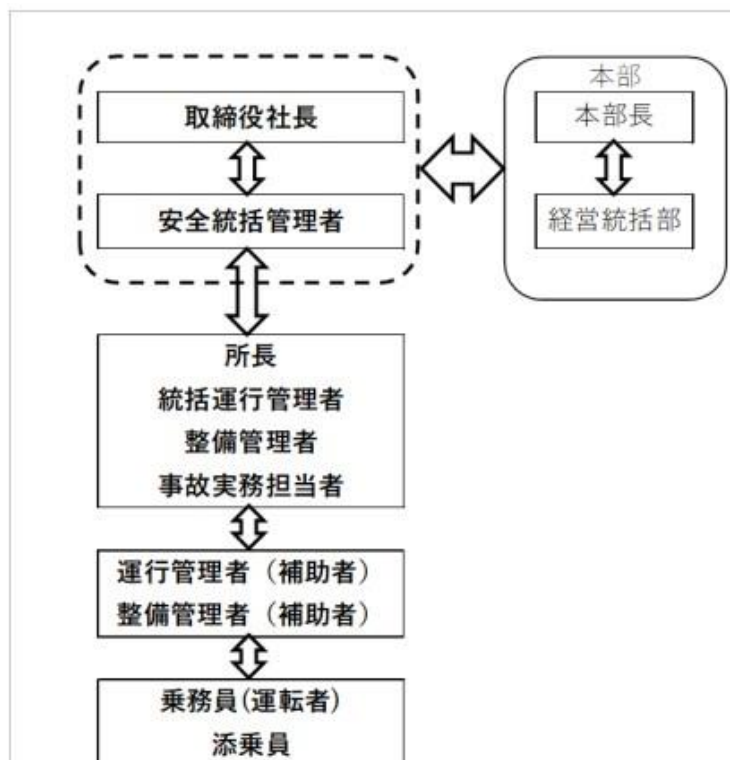 取締役社長
安全統括管理者
本部
本部長
経営統括部
所長
統括運行管理者
整備管理者
事故実務担当者
運行管理者（補助者）
整備管理者（補助者）
乗務員(運転者)
添乗員